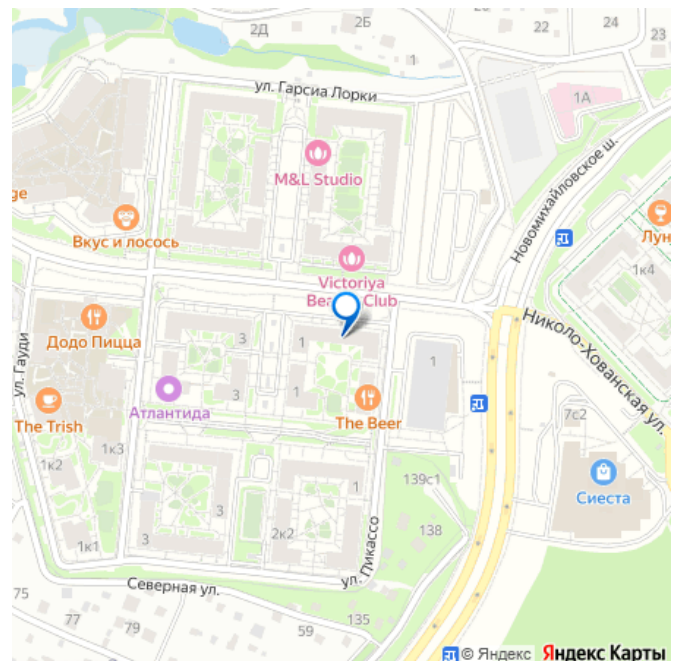 2Д
2Б
20
22
24
23
1
1А
ул. Гарсиа Лорки
M&L Studio
Новомихайловское ш.
ge
Вкус и лосось
Лун
1к4
Victoriya
Beauty Club
Николо-Хованская ул.
ул. Гауди
Додо Пицца
3
1
1
Атлантида
3
1
The Beer
The Trish
7с2
Сиеста
1к3
1к2
139с1
1
138
1к1
3
3
2к2
ул. Пикассо
Северная ул.
75
77
79
59
135
© Яндекс Яндекс Карты